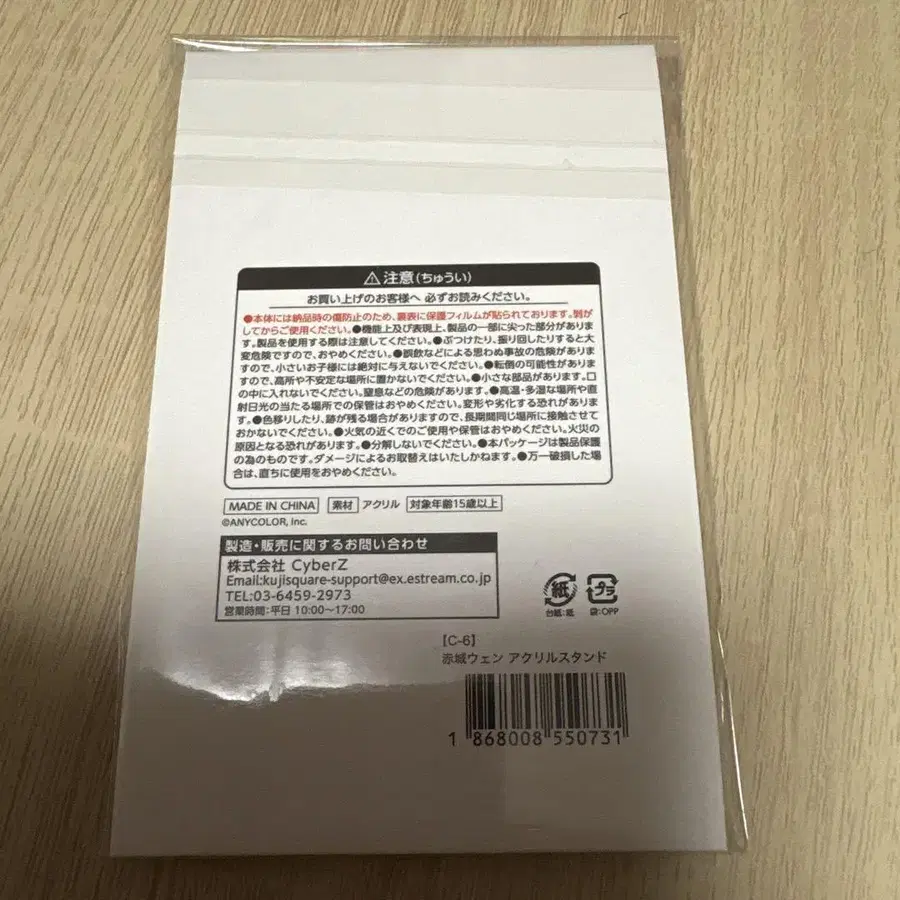 ⚠注意(ちゅうい)
お買い上げのお客様へ 必ずお読みください。
●本体には納品時の傷防止のため、裏表に保護フィルムが貼られております。剝が
してからご使用ください。●機能上及び表現上、製品の一部に尖った部分がありま
す。製品を使用する際は注意してください。●ぶつけたり、振り回したりすると大
変危険ですので、おやめください。●誤飲などによる思わぬ事故の危険がありま
すので、小さいお子様には絶対に与えないでください。●転倒の可能性があります
ので、高所や不安定な場所に置かないでください。●小さな部品があります。口
の中に入れないでください。窒息などの危険があります。●高温・多湿な場所や直
射日光の当たる場所での保管はおやめください。変形や劣化する恐れがありま
す。●色移りしたり、跡が残る場合がありますので、長期間同じ場所に接触させて
おかないでください。●火気の近くでのご使用や保管はおやめください。火災の
原因となる恐れがあります。●分解しないでください。●本パッケージは製品保護
の為のものです。ダメージによるお取替えはいたしかねます。●万一破損した場
合は、直ちに使用をおやめください。
MADE IN CHINA 素材 アクリル 対象年齢15歳以上
©ANYCOLOR, Inc.
製造・販売に関するお問い合わせ
株式会社 CyberZ
Email:kujisquare-support@ex.estream.co.jp
TEL:03-6459-2973
営業時間:平日 10:00〜17:00
紙 プラ
台紙:紙 袋:OPP
【C-6】
赤城ウェン アクリルスタンド
1 868008 550731